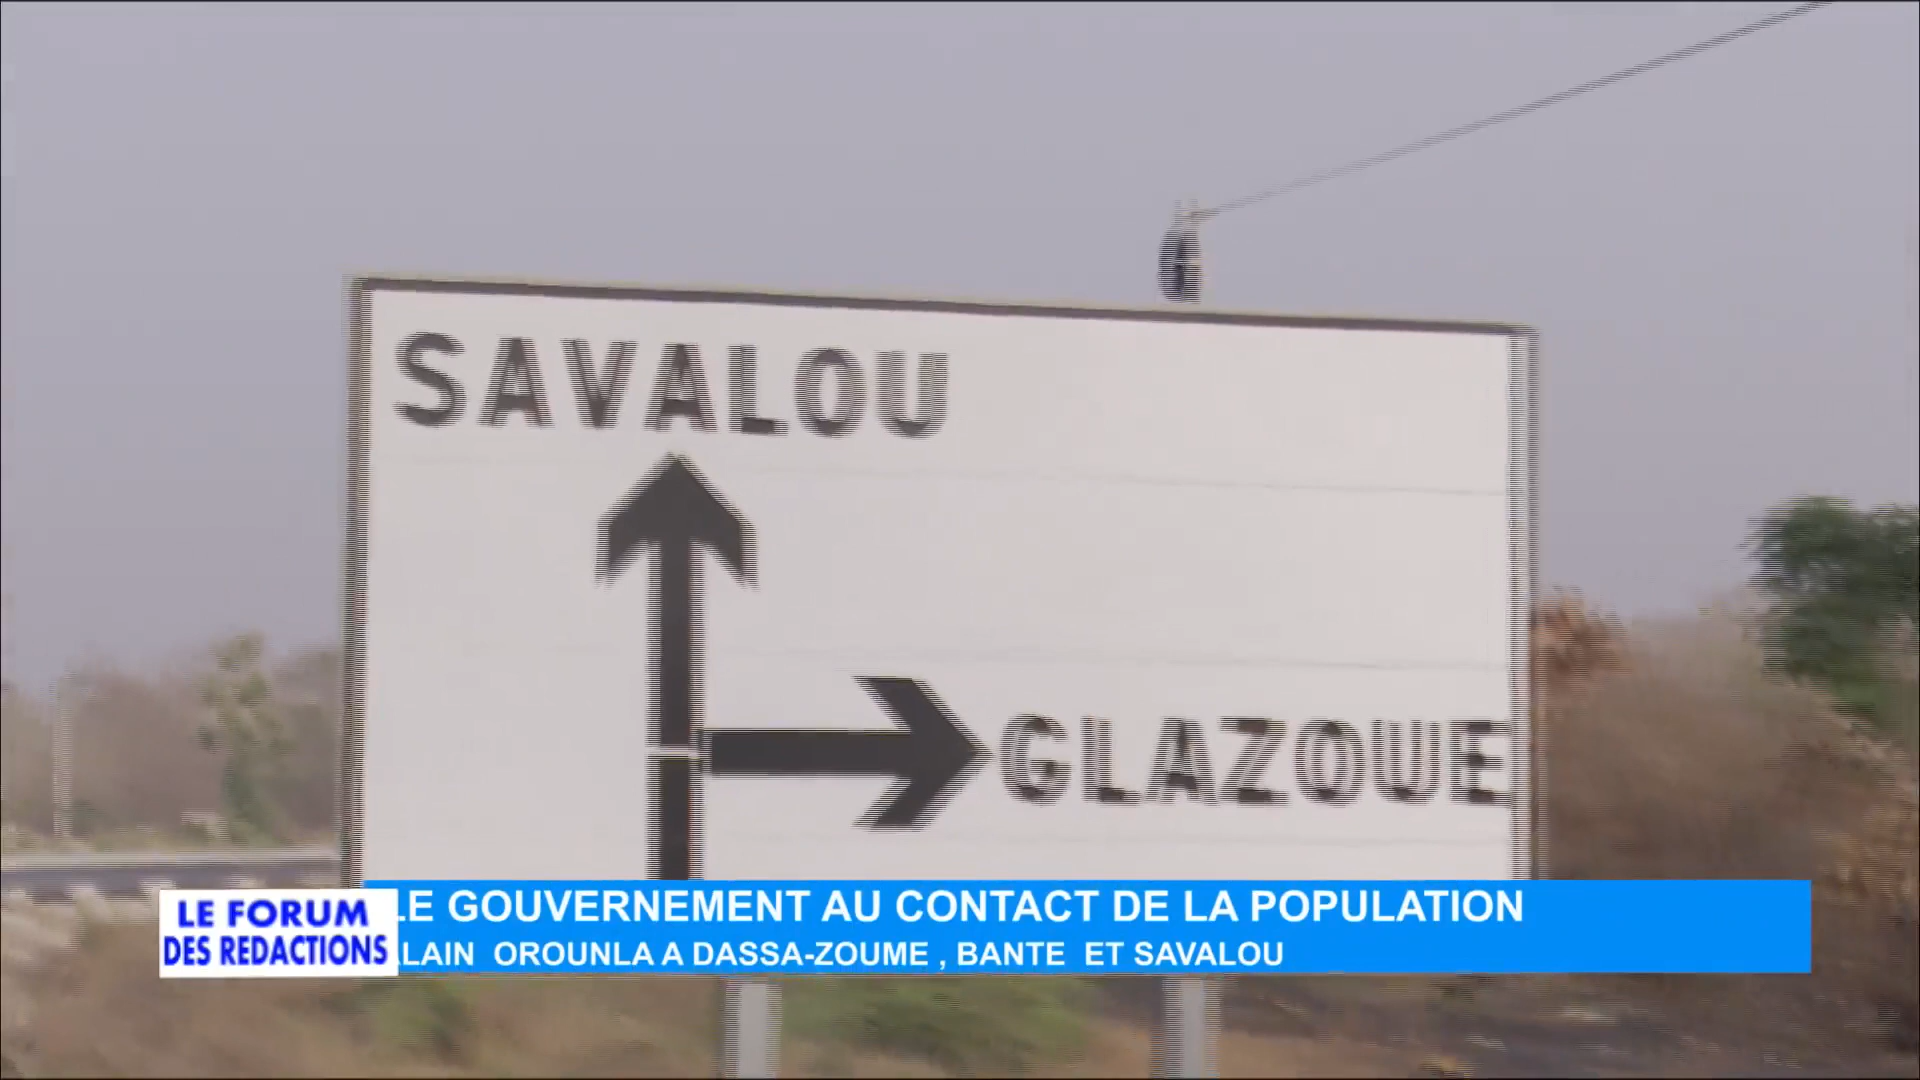 SAVALOU
GLAZOUE
LE FORUM
DES REDACTIONS
LE GOUVERNEMENT AU CONTACT DE LA POPULATION
LAIN OROUNLA A DASSA-ZOUME , BANTE ET SAVALOU